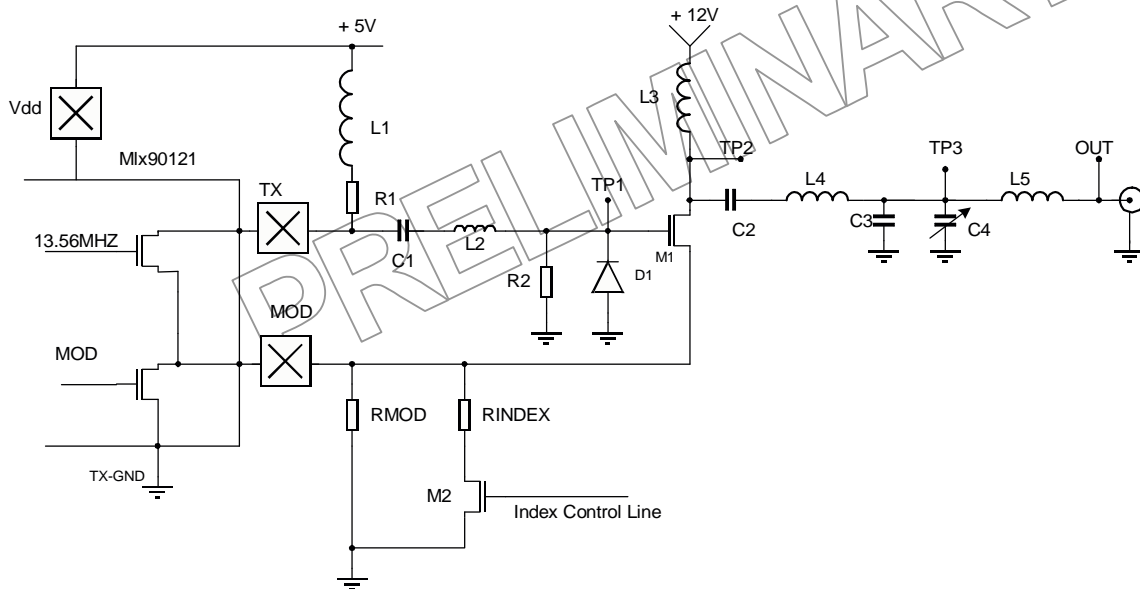 + 12V
+ 5V
Vdd
L1
L3
Mlx90121
TP2
TP3
OUT
TX
R1
TP1
L4
L5
13.56MHZ
C1
L2
M1
C2
C3
C4
R2
D1
MOD
MOD
RMOD
RINDEX
TX-GND
M2
Index Control Line
PRELIMINARY